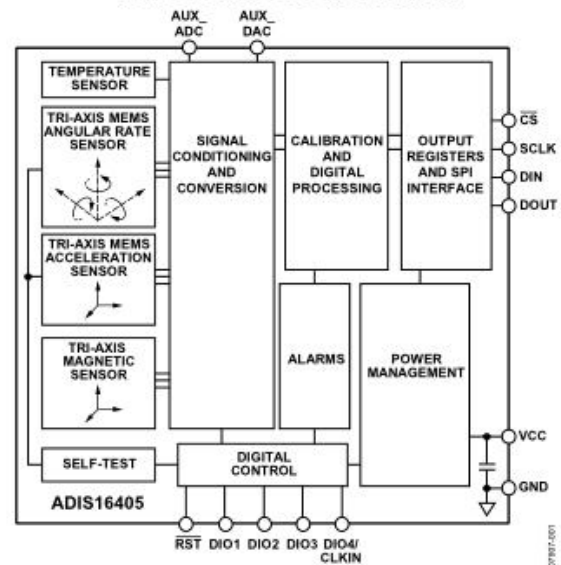 AUX_
ADC
AUX_
DAC
TEMPERATURE
SENSOR
TRI-AXIS MEMS
ANGULAR RATE
SENSOR
TRI-AXIS MEMS
ACCELERATION
SENSOR
TRI-AXIS
MAGNETIC
SENSOR
SELF-TEST
SIGNAL
CONDITIONING
AND
CONVERSION
CALIBRATION
AND
DIGITAL
PROCESSING
OUTPUT
REGISTERS
AND SPI
INTERFACE
CS
SCLK
DIN
DOUT
ALARMS
POWER
MANAGEMENT
DIGITAL
CONTROL
VCC
GND
ADIS16405
RST DIO1 DIO2 DIO3 DIO4/
CLKIN